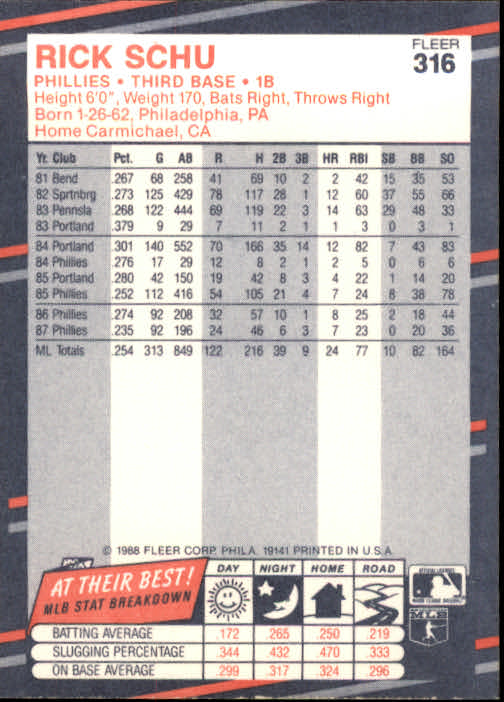 RICK SCHU
FLEER
316
PHILLIES • THIRD BASE • 1B
Height 6'0", Weight 170, Bats Right, Throws Right
Born 1-26-62, Philadelphia, PA
Home Carmichael, CA
Yr. Club Pct. G AB R H 2B 3B HR RBI SB BB SO
81 Bend .267 68 258 41 69 10 2 2 42 15 35 53
82 Sprtnbrg .273 125 429 78 117 28 1 12 60 37 55 66
83 Pennsla .268 122 444 69 119 22 3 14 63 29 48 33
83 Portland .379 9 29 7 11 2 1 1 3 0 3 1
84 Portland .301 140 552 70 166 35 14 12 82 7 43 83
84 Phillies .276 17 29 12 8 2 1 2 5 0 6 6
85 Portland .280 42 150 19 42 8 3 4 22 1 14 20
85 Phillies .252 112 416 54 105 21 4 7 24 8 38 78
86 Phillies .274 92 208 32 57 10 1 8 25 2 18 44
87 Phillies .235 92 196 24 46 6 3 7 23 0 20 36
ML Totals .254 313 849 122 216 39 9 24 77 10 82 164
© 1988 FLEER CORP. PHILA. 19141 PRINTED IN U.S.A.
AT THEIR BEST!
MLB STAT BREAKDOWN
DAY NIGHT HOME ROAD
BATTING AVERAGE .172 .265 .250 .219
SLUGGING PERCENTAGE .344 .432 .470 .333
ON BASE AVERAGE .299 .317 .324 .296